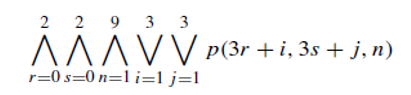 2 2 9 3 3
⋀ ⋀ ⋀ ⋁ ⋁ p(3r + i, 3s + j, n)
r=0 s=0 n=1 i=1 j=1